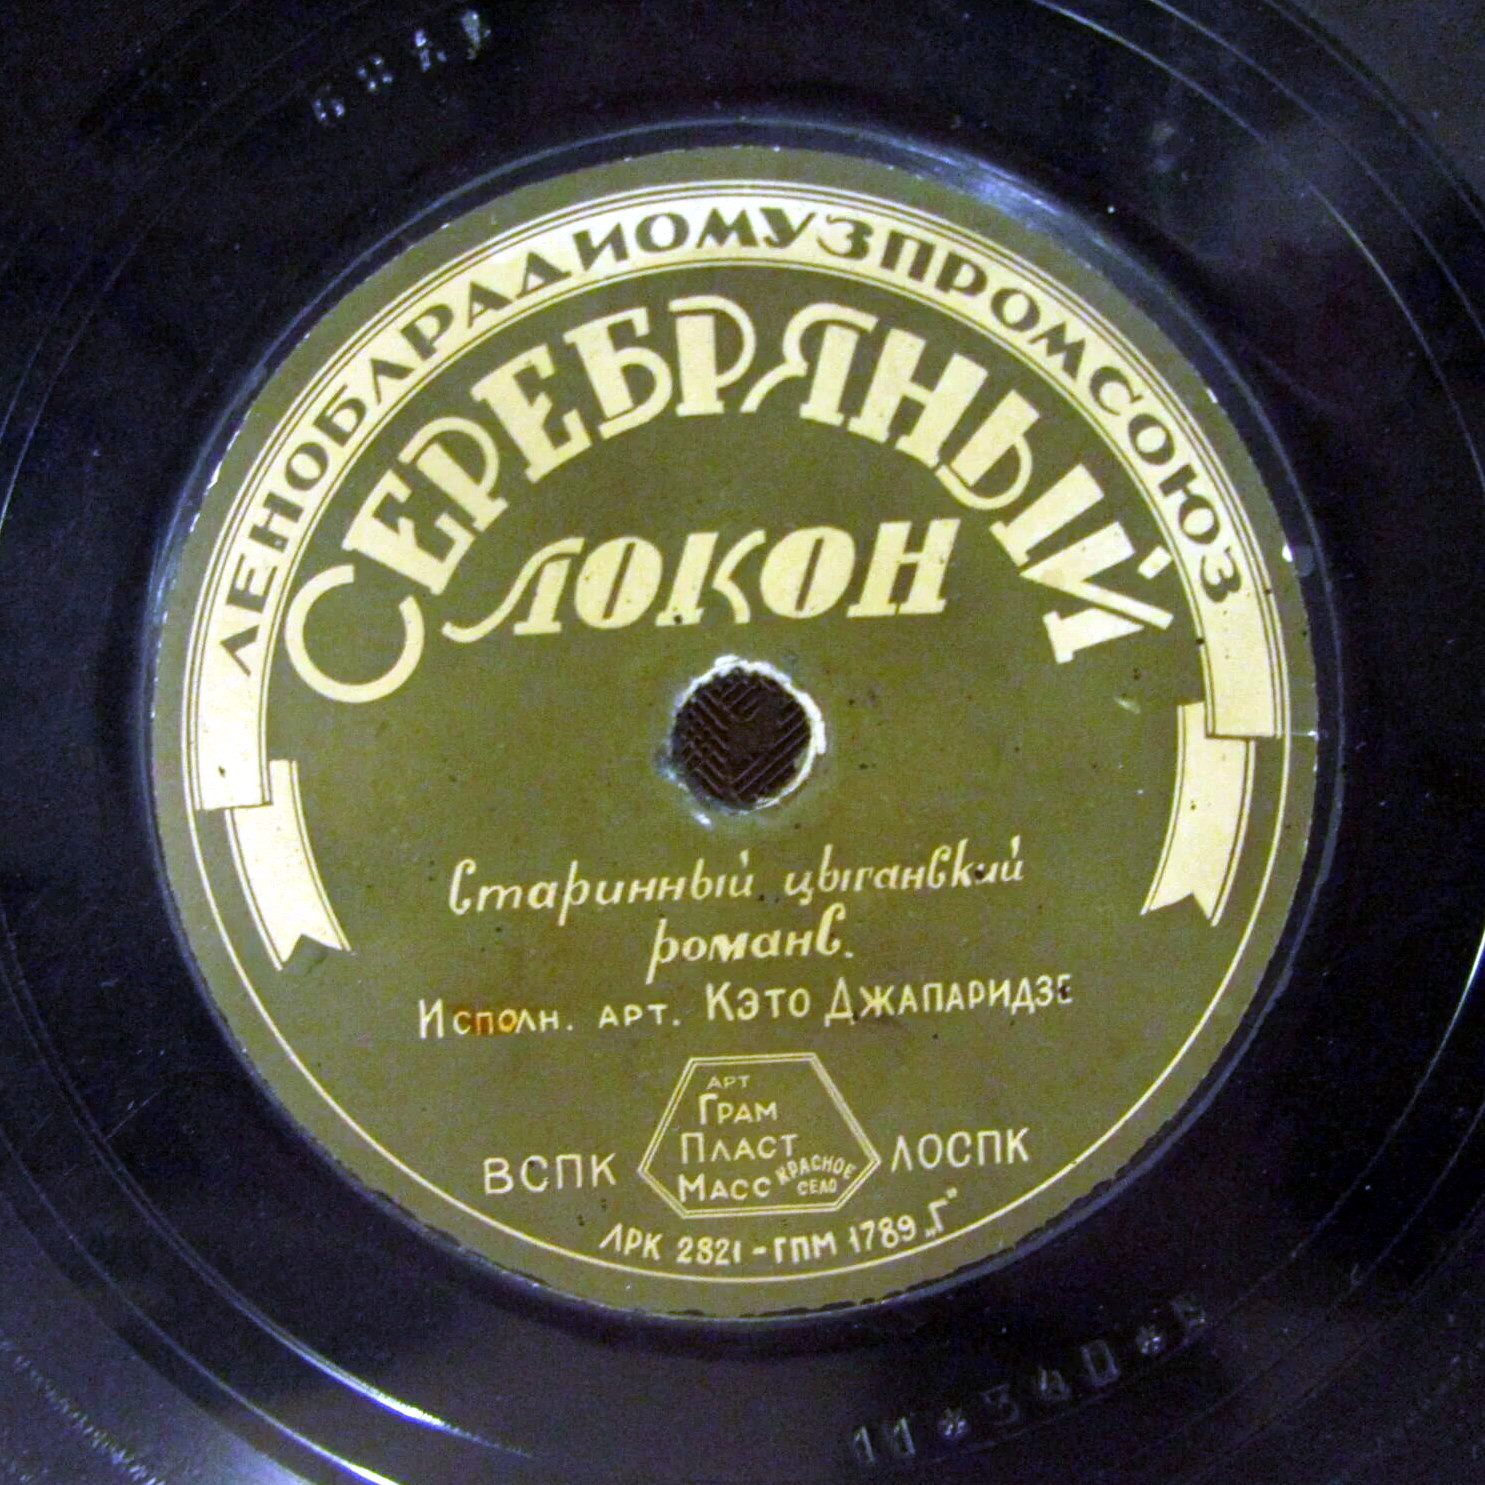 ЛЕНОБЛРАДИОМУЗПРОМСОЮЗ
СЕРЕБРЯНЫЙ
ЛОКОН
Старинный цыганский
романс.
Исполн. арт. Кэто Джапаридзе
АРТ
ГРАМ
ПЛАСТ
МАСС
КРАСНОЕ
СЕЛО
ВСПК
ЛОСПК
ЛРК 2821 - ГПМ 1789 „Г"